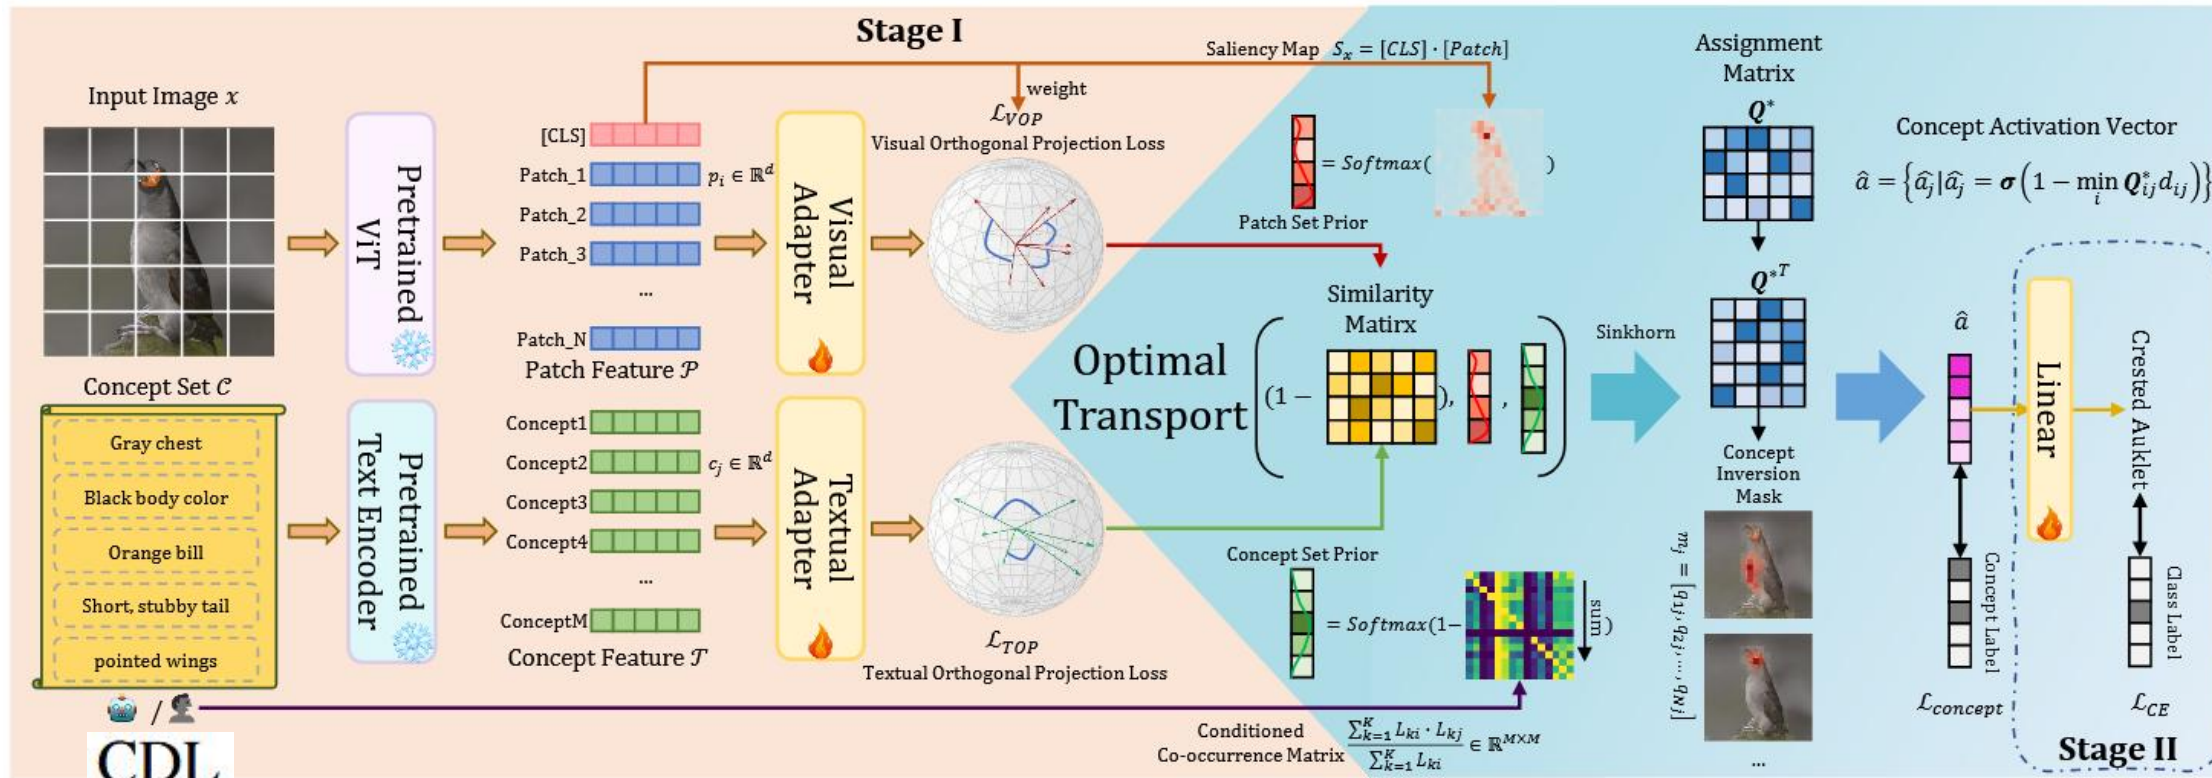 Stage I
Input Image x
Pretrained
ViT
[CLS]
Patch_1
Patch_2
Patch_3
...
Patch_N
Patch Feature 𝒫
p_i ∈ ℝ^d
Visual
Adapter
weight
ℒ_VOP
Visual Orthogonal Projection Loss
Saliency Map S_x = [CLS] · [Patch]
= Softmax( )
Patch Set Prior
Concept Set 𝒞
Gray chest
Black body color
Orange bill
Short, stubby tail
pointed wings
/
CDL
Pretrained
Text Encoder
Concept1
Concept2
Concept3
Concept4
...
ConceptM
Concept Feature 𝒯
c_j ∈ ℝ^d
Textual
Adapter
ℒ_TOP
Textual Orthogonal Projection Loss
Optimal
Transport
Similarity
Matirx
(1 − ), ,
Sinkhorn
Concept Set Prior
= Softmax(1− )
sum
Conditioned
Co-occurrence Matrix
∑_{k=1}^K L_ki · L_kj / ∑_{k=1}^K L_ki ∈ ℝ^{M×M}
Assignment
Matrix
Q*
Q*^T
Concept
Inversion
Mask
m_j = [q_1j, q_2j, ..., q_Nj]
...
Concept Activation Vector
â = {â_j | â_j = σ(1 − min_i Q*_ij d_ij)}
â
Concept Label
ℒ_concept
Linear
Crested Auklet
Class Label
ℒ_CE
Stage II